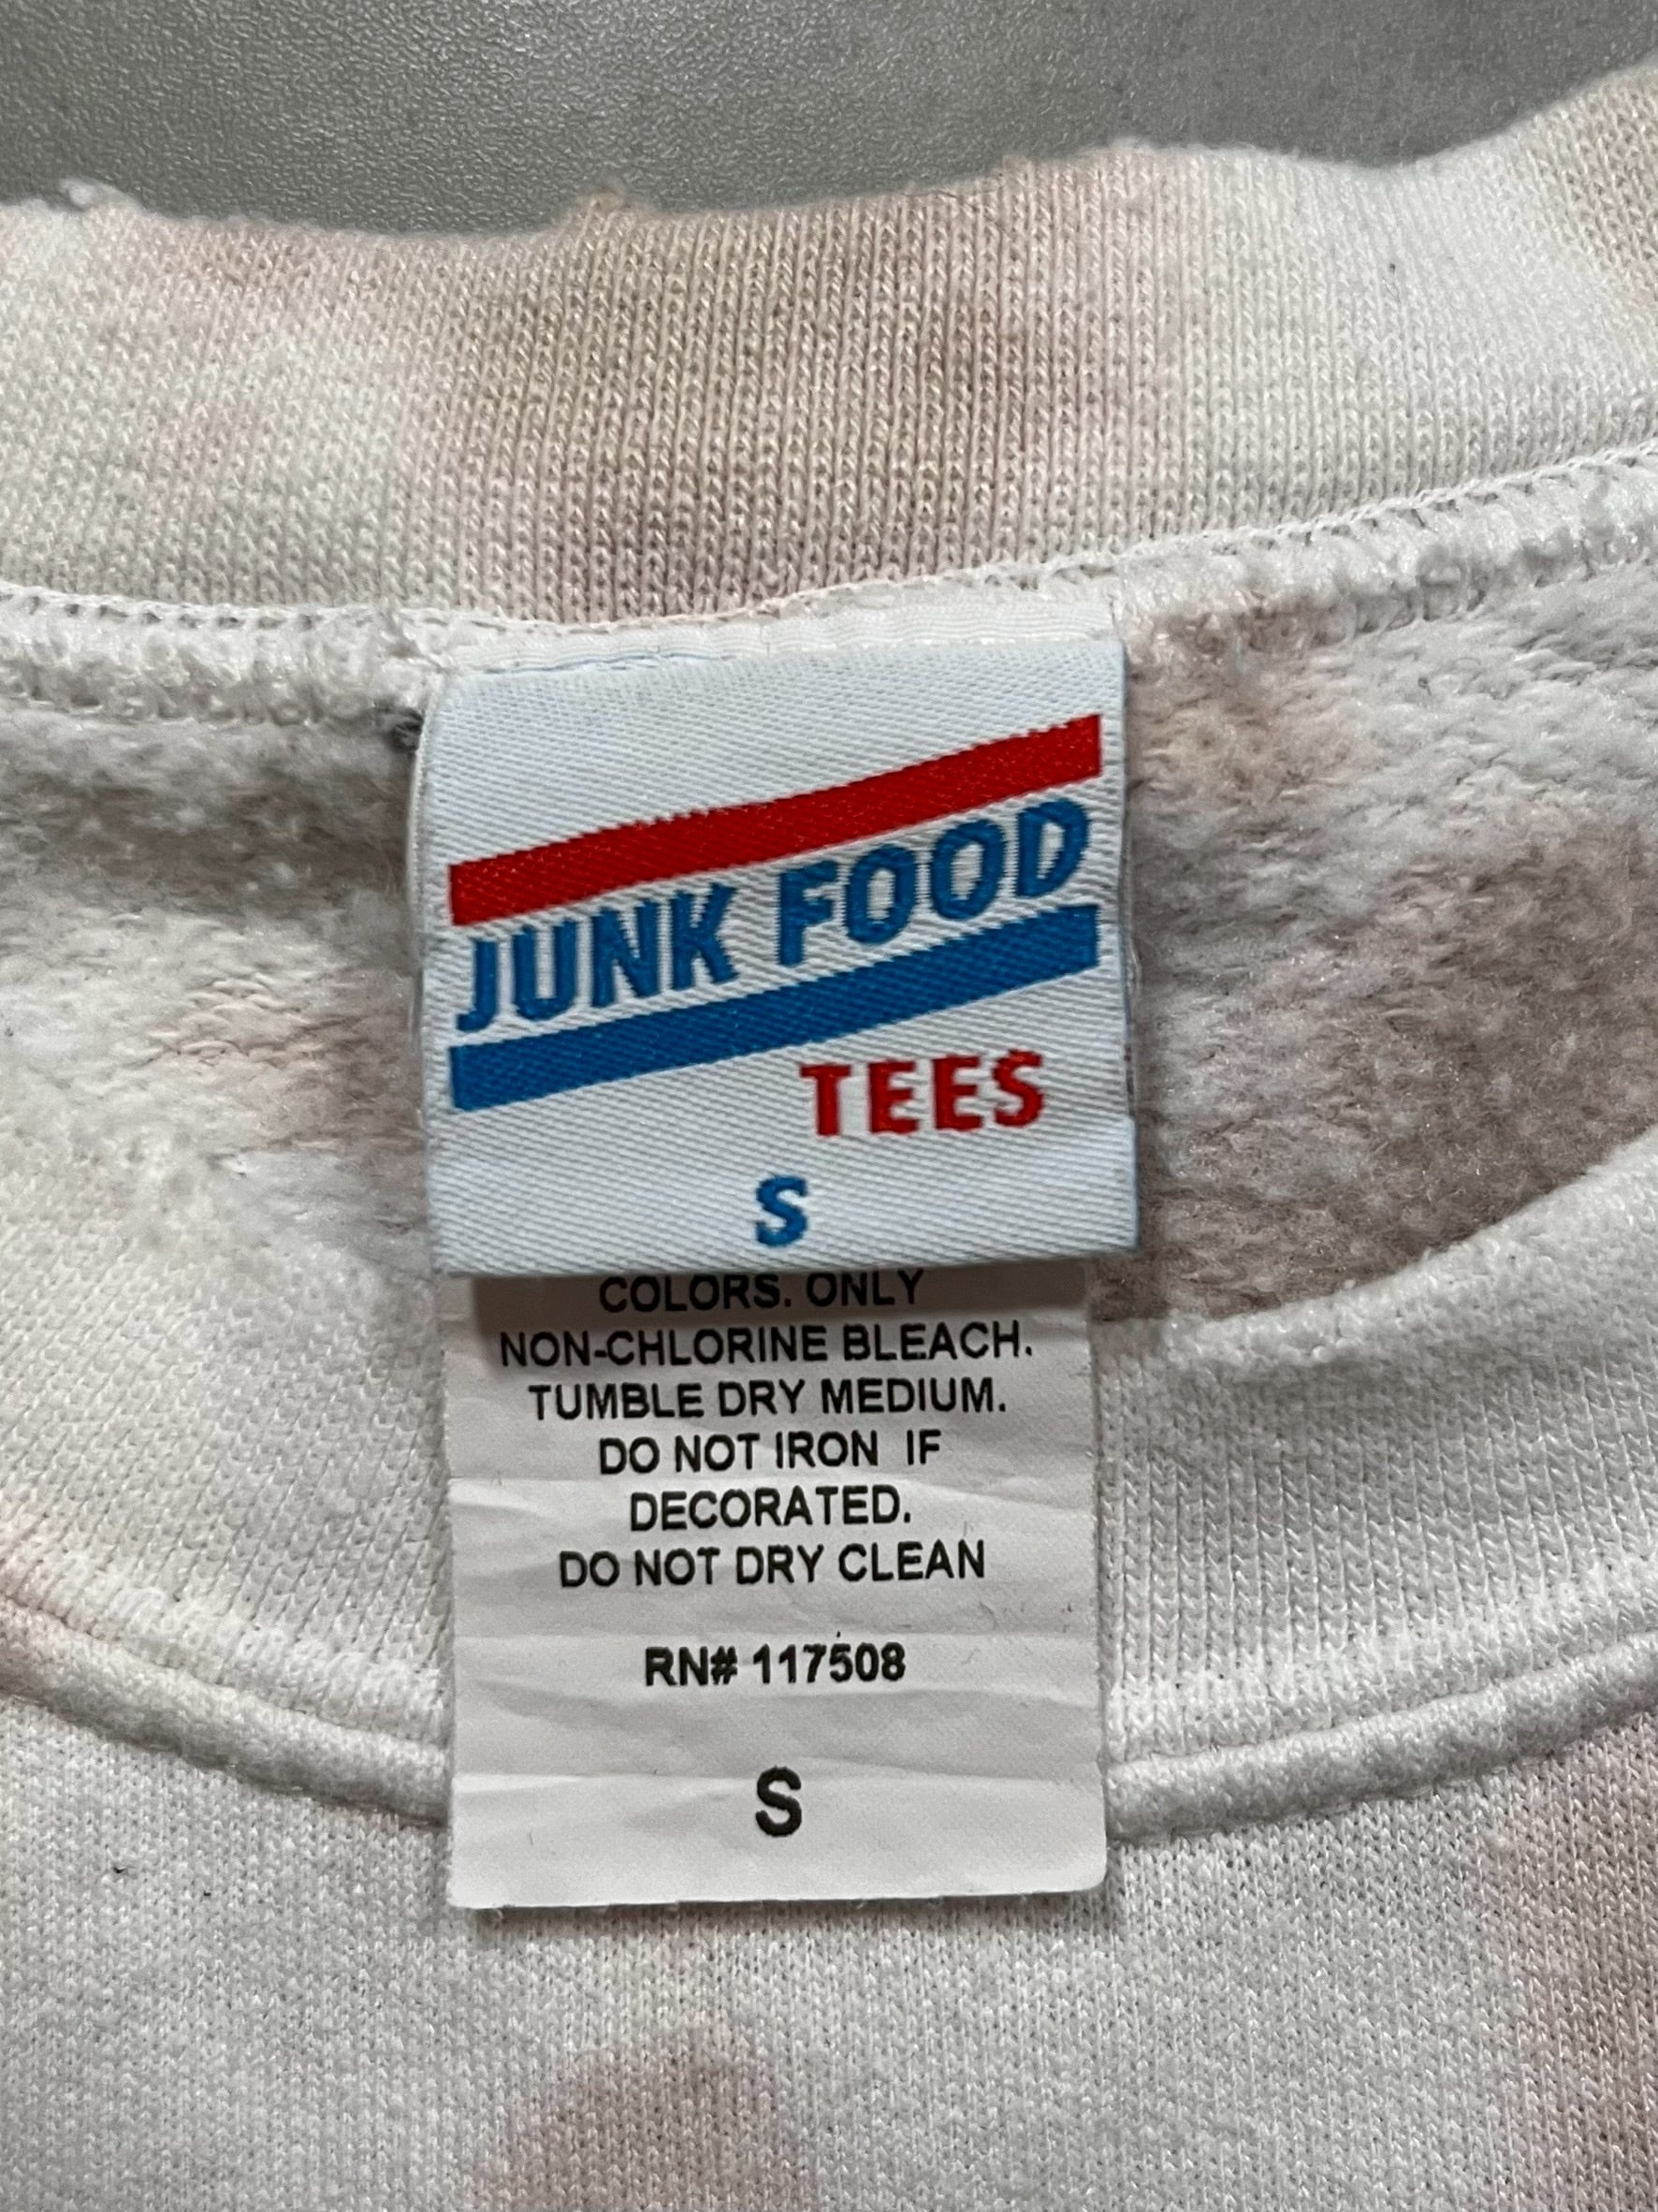 JUNK FOOD
TEES
S
COLORS. ONLY
NON-CHLORINE BLEACH.
TUMBLE DRY MEDIUM.
DO NOT IRON IF
DECORATED.
DO NOT DRY CLEAN
RN# 117508
S